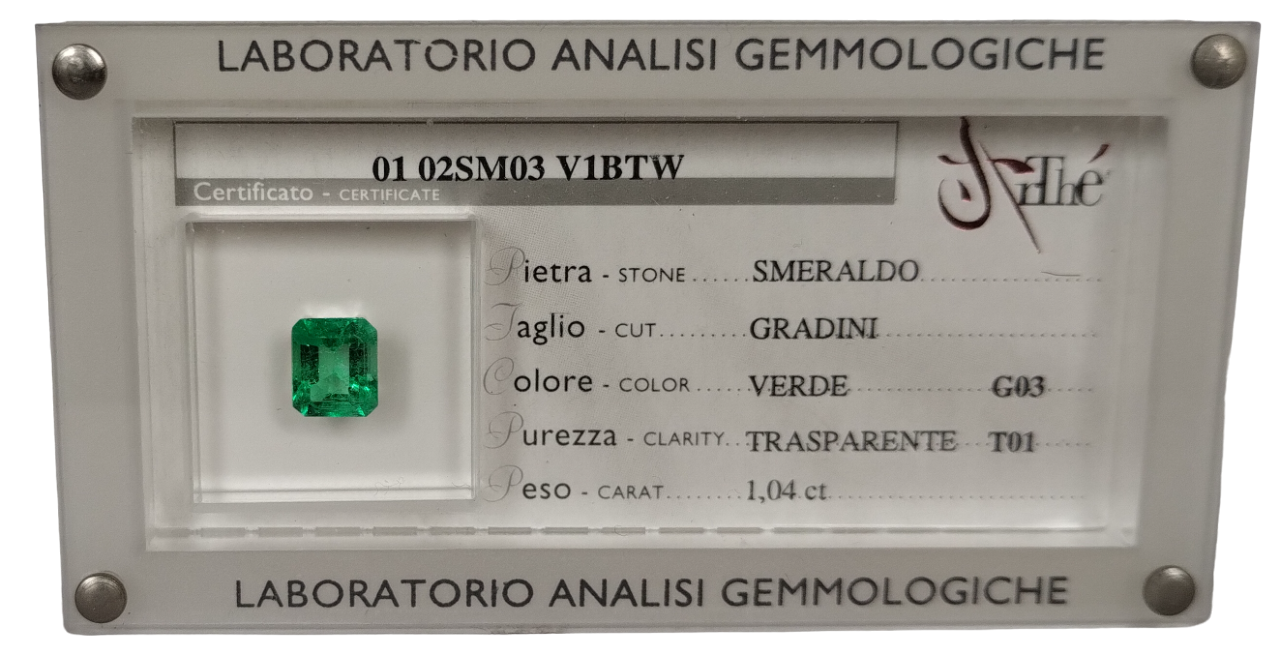 LABORATORIO ANALISI GEMMOLOGICHE
01 02SM03 V1BTW
Certificato - CERTIFICATE
ArThé
Pietra - STONE ...... SMERALDO
Taglio - CUT ........ GRADINI
Colore - COLOR ..... VERDE G03
Purezza - CLARITY .. TRASPARENTE T01
Peso - CARAT ....... 1,04 ct
LABORATORIO ANALISI GEMMOLOGICHE